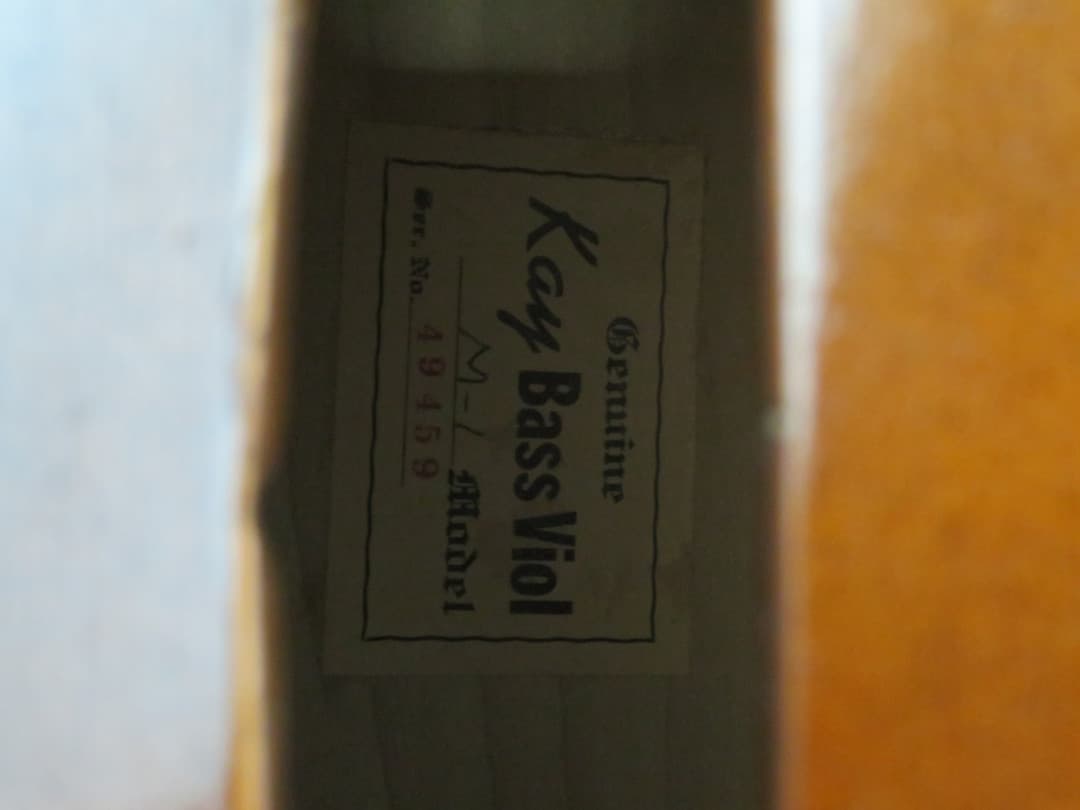 Genuine
Kay Bass Viol
M-1 Model
Ser. No. 49459